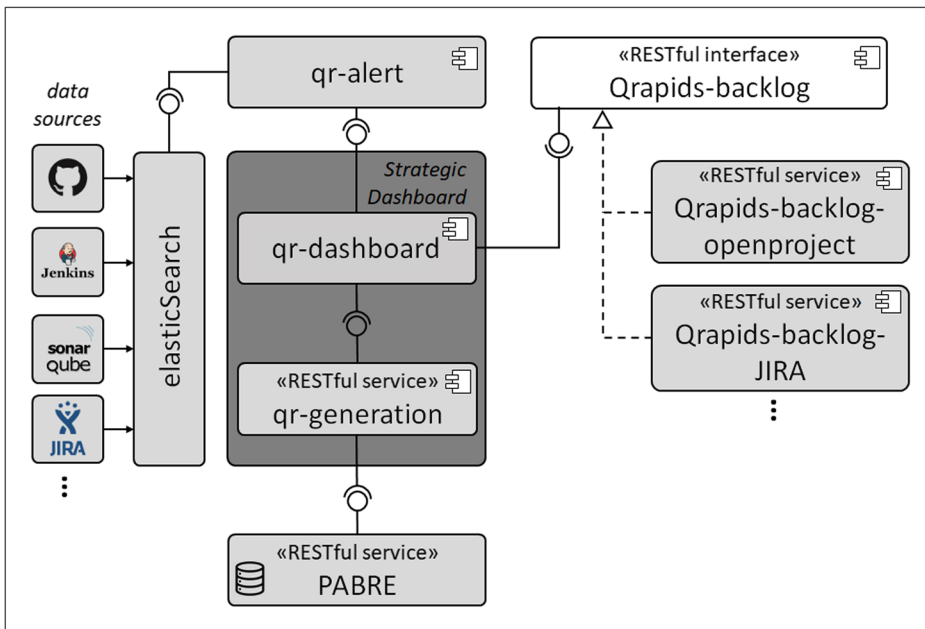 data
sources
Jenkins
sonar
qube
JIRA
elasticSearch
qr-alert
Strategic
Dashboard
qr-dashboard
«RESTful service»
qr-generation
«RESTful service»
PABRE
«RESTful interface»
Qrapids-backlog
«RESTful service»
Qrapids-backlog-
openproject
«RESTful service»
Qrapids-backlog-
JIRA